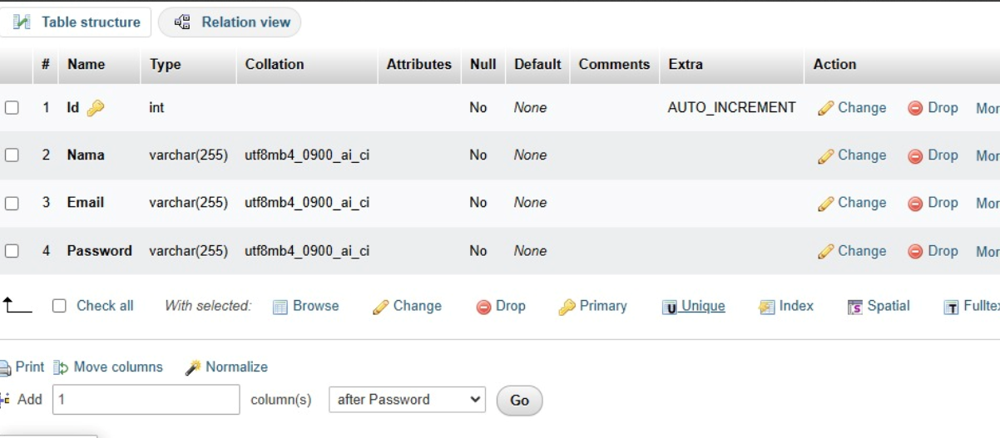 Table structure Relation view
# Name Type Collation Attributes Null Default Comments Extra Action
1 Id int No None AUTO_INCREMENT Change Drop Mor
2 Nama varchar(255) utf8mb4_0900_ai_ci No None Change Drop Mor
3 Email varchar(255) utf8mb4_0900_ai_ci No None Change Drop Mor
4 Password varchar(255) utf8mb4_0900_ai_ci No None Change Drop Mor
Check all With selected: Browse Change Drop Primary Unique Index Spatial Fulltex
Print Move columns Normalize
Add 1 column(s) after Password Go